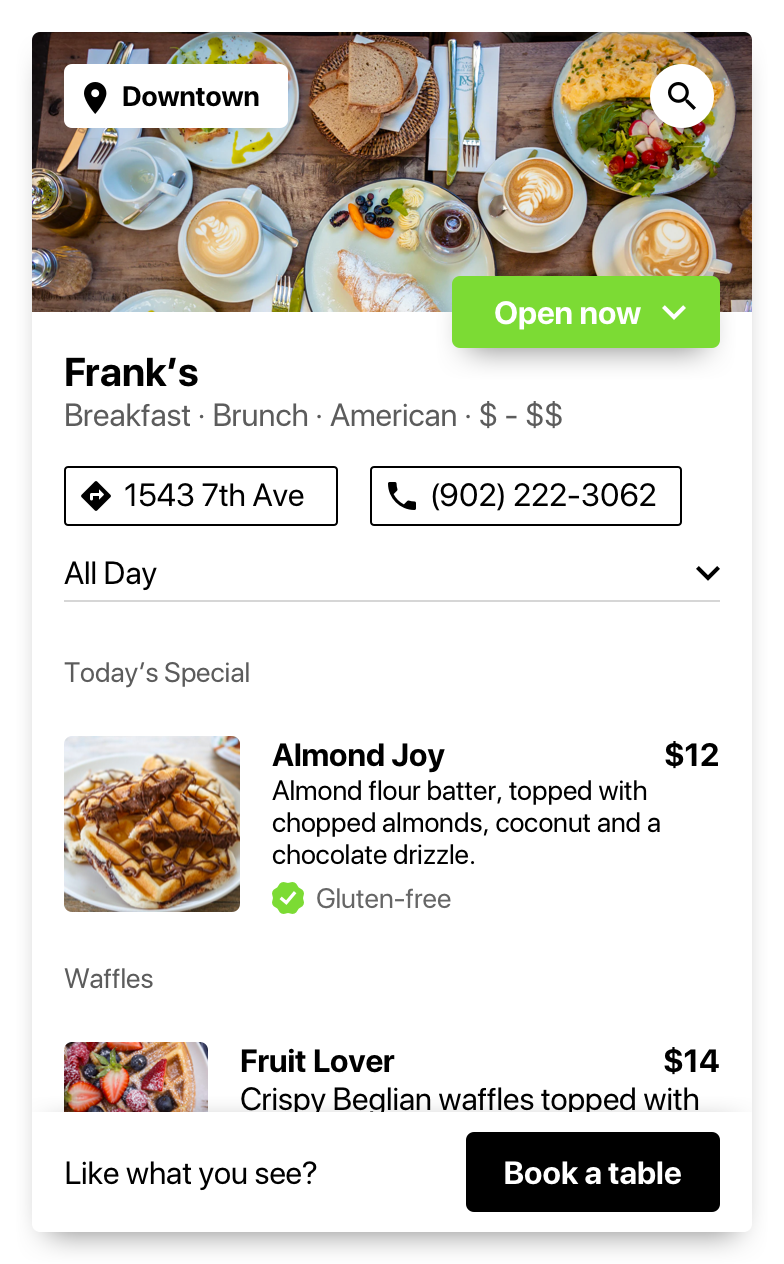 Downtown
Open now
Frank’s
Breakfast · Brunch · American · $ - $$
1543 7th Ave
(902) 222-3062
All Day
Today’s Special
Almond Joy
$12
Almond flour batter, topped with
chopped almonds, coconut and a
chocolate drizzle.
Gluten-free
Waffles
Fruit Lover
$14
Crispy Beglian waffles topped with
Like what you see?
Book a table